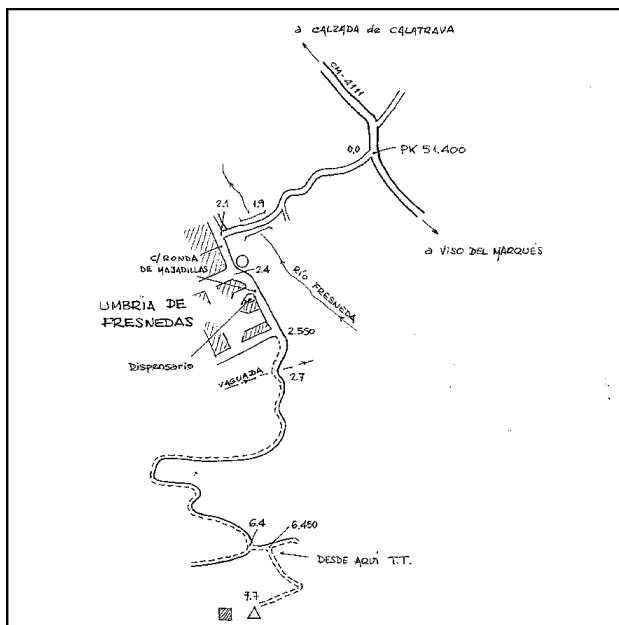 a CALZADA de CALATRAVA
CM-4111
0,0
PK 51,400
2.1
1.9
a VISO DEL MARQUÉS
C/RONDA
DE MAJADILLAS
2.4
RÍO FRESNEDA
UMBRÍA DE
FRESNEDAS
2.550
Dispensario
VAGUADA
2.7
6.4
6.450
DESDE AQUÍ T.T.
7.7